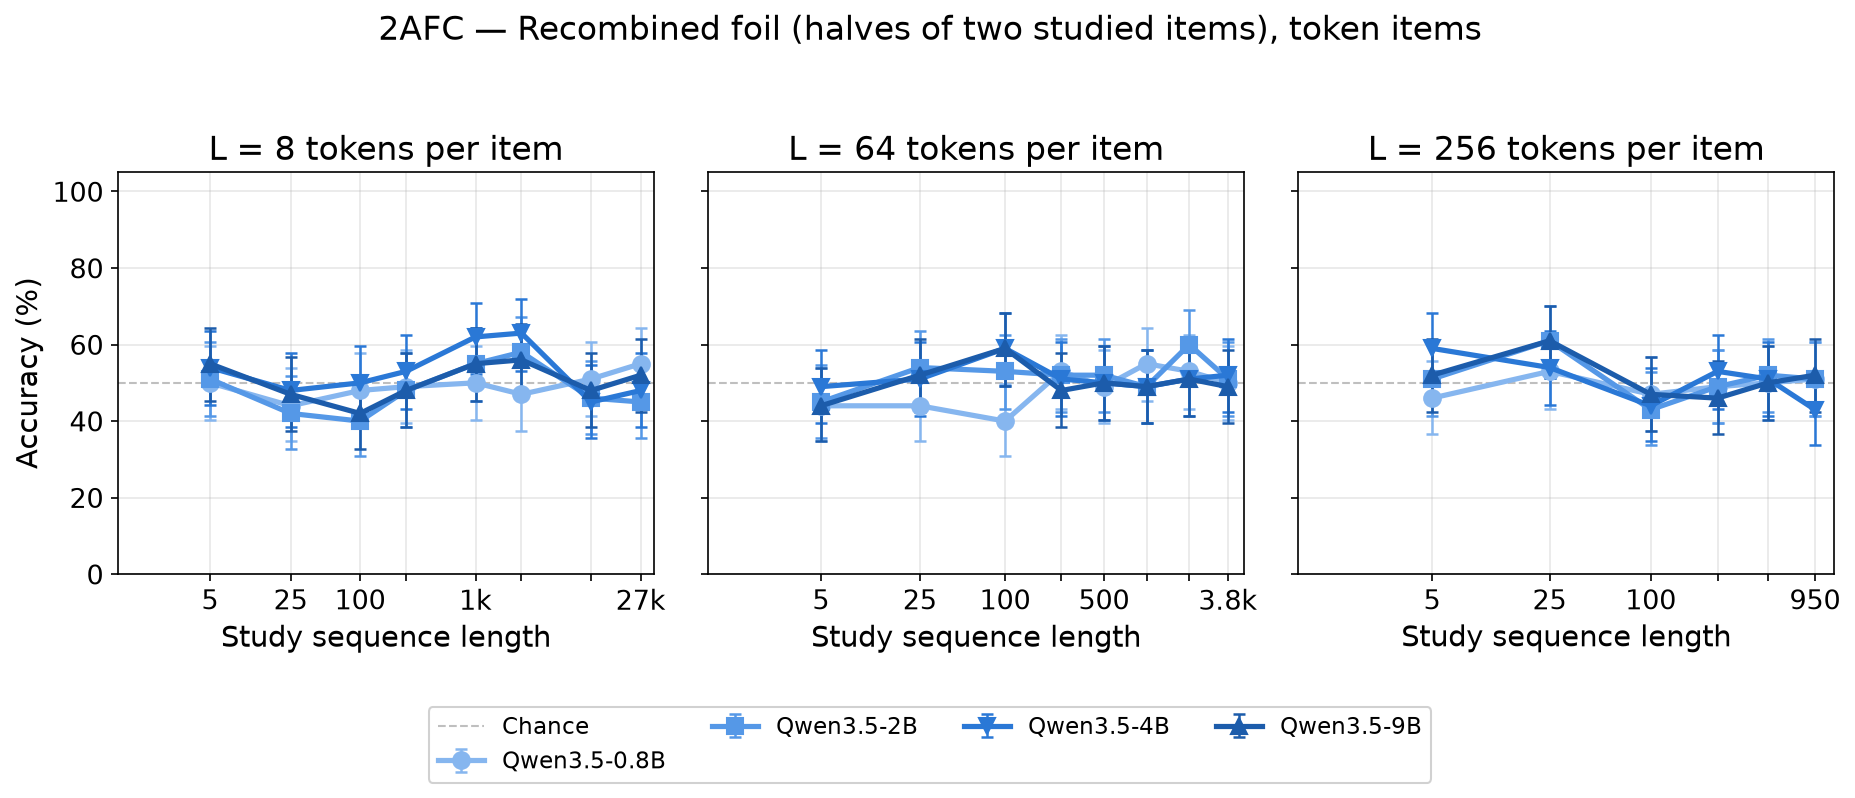 2AFC — Recombined foil (halves of two studied items), token items
L = 8 tokens per item
L = 64 tokens per item
L = 256 tokens per item
Accuracy (%)
100
80
60
40
20
0
5 25 100 1k 27k
5 25 100 500 3.8k
5 25 100 950
Study sequence length
Study sequence length
Study sequence length
Chance
Qwen3.5-0.8B
Qwen3.5-2B
Qwen3.5-4B
Qwen3.5-9B